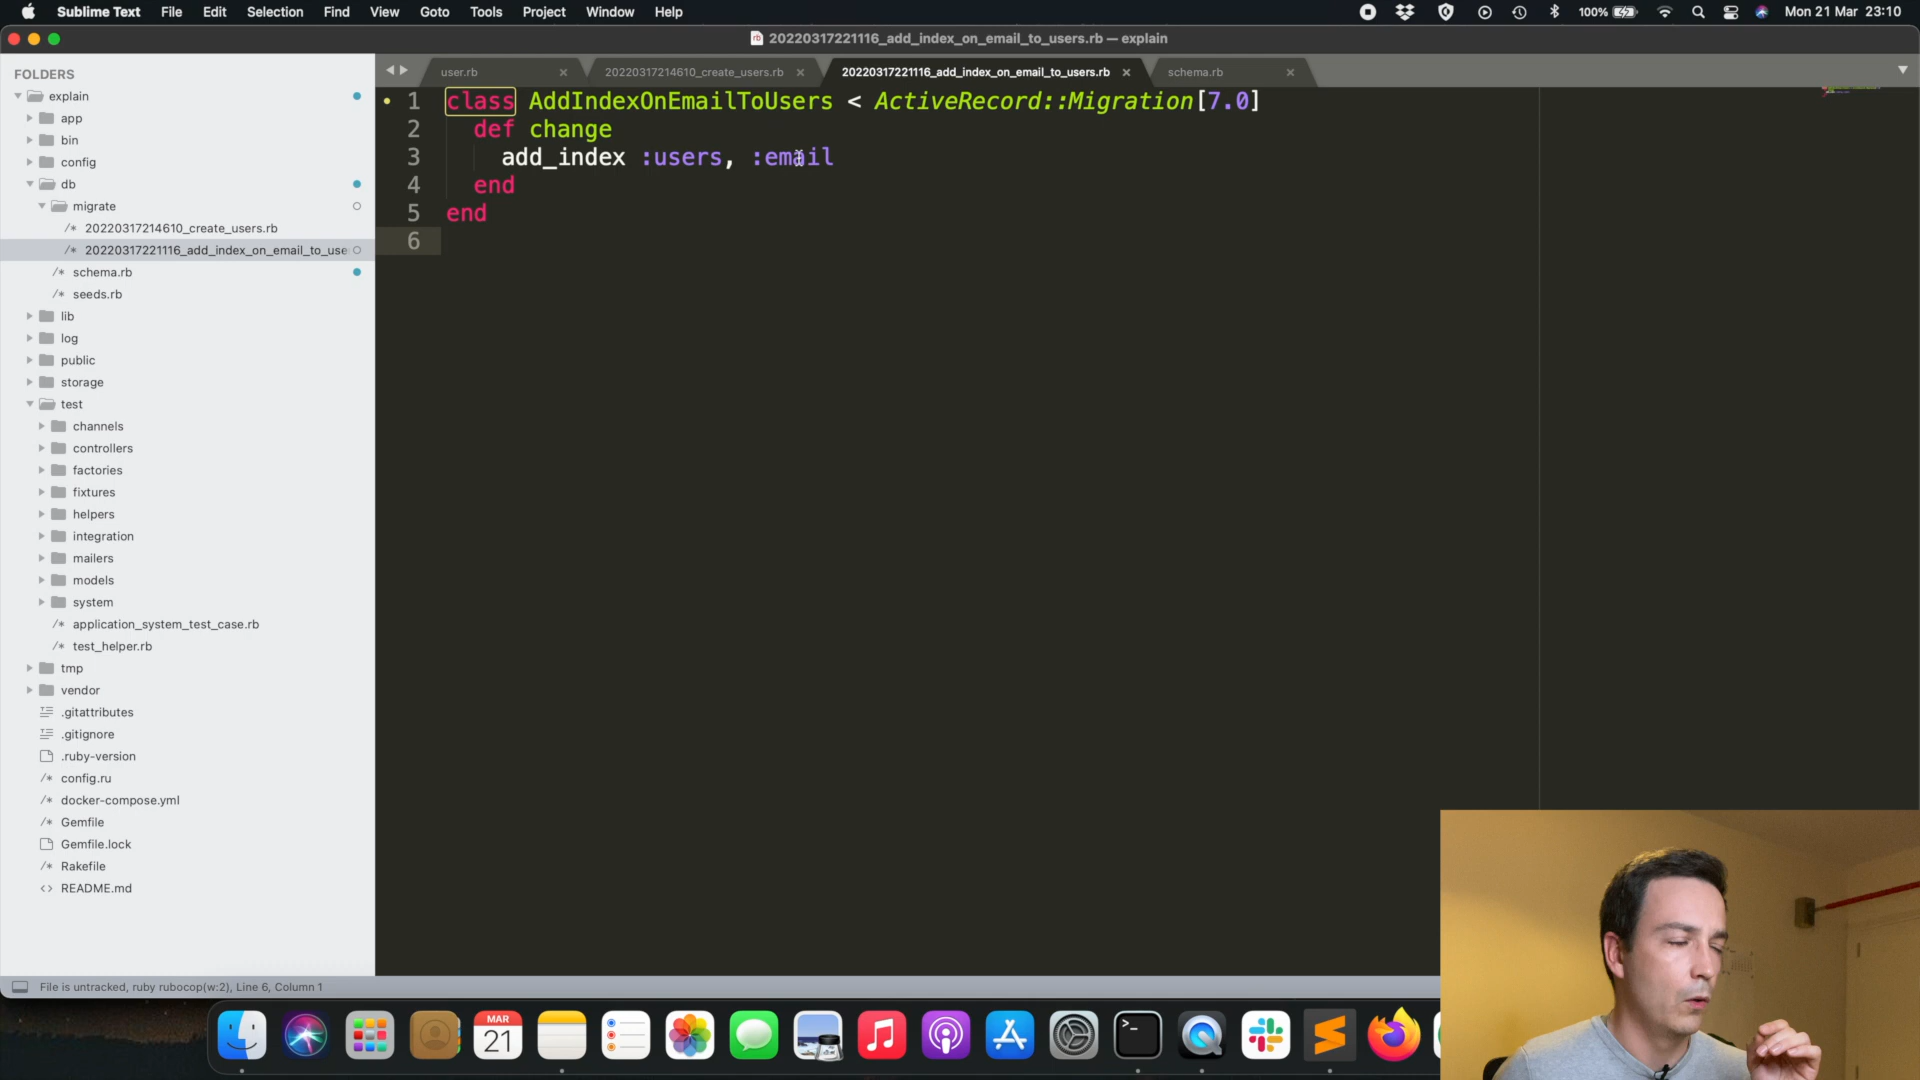 Sublime Text File Edit Selection Find View Goto Tools Project Window Help 100% Mon 21 Mar 23:10
20220317221116_add_index_on_email_to_users.rb — explain
FOLDERS
explain
app
bin
config
db
migrate
/* 20220317214610_create_users.rb
/* 20220317221116_add_index_on_email_to_use
/* schema.rb
/* seeds.rb
lib
log
public
storage
test
channels
controllers
factories
fixtures
helpers
integration
mailers
models
system
/* application_system_test_case.rb
/* test_helper.rb
tmp
vendor
.gitattributes
.gitignore
.ruby-version
/* config.ru
/* docker-compose.yml
/* Gemfile
Gemfile.lock
/* Rakefile
<> README.md
user.rb 20220317214610_create_users.rb 20220317221116_add_index_on_email_to_users.rb schema.rb
1 class AddIndexOnEmailToUsers < ActiveRecord::Migration[7.0]
2 def change
3 add_index :users, :email
4 end
5 end
6
File is untracked, ruby rubocop(w:2), Line 6, Column 1
MAR
21